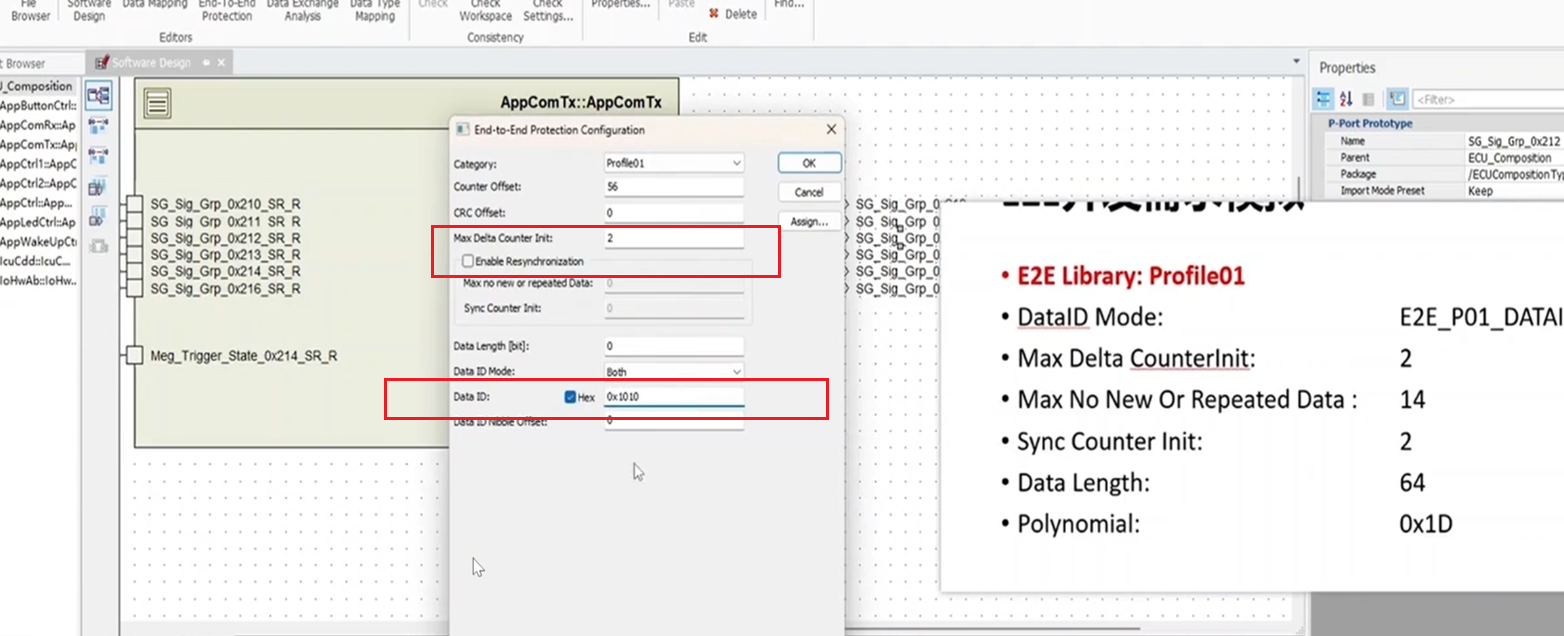 File
Browser
Software
Design
Data Mapping
End-To-End
Protection
Data Exchange
Analysis
Data Type
Mapping
Editors
Check
Check
Workspace
Check
Settings...
Consistency
Properties...
Paste
Delete
Find...
Edit
t Browser
Software Design
J_Composition
AppButtonCtrl::
AppComRx::Ap
AppComTx::Ap
AppCtrl1::AppC
AppCtrl2::AppC
AppCtrl::App...
AppLedCtrl::Ap
AppWakeUpCt
IcuCdd::IcuC...
IoHwAb::IoHw..
AppComTx::AppComTx
SG_Sig_Grp_0x210_SR_R
SG_Sig_Grp_0x211_SR_R
SG_Sig_Grp_0x212_SR_R
SG_Sig_Grp_0x213_SR_R
SG_Sig_Grp_0x214_SR_R
SG_Sig_Grp_0x216_SR_R
Meg_Trigger_State_0x214_SR_R
End-to-End Protection Configuration
Category: Profile01
OK
Counter Offset: 56
Cancel
CRC Offset: 0
Assign...
Max Delta Counter Init: 2
Enable Resynchronization
Max no new or repeated Data: 0
Sync Counter Init: 0
Data Length [bit]: 0
Data ID Mode: Both
Data ID: Hex 0x1010
Data ID Nibble Offset: 0
SG_Sig_Grp_0
SG_Sig_Grp_0
SG_Sig_Grp_0
SG_Sig_Grp_0
SG_Sig_Grp_0
Properties
<Filter>
P-Port Prototype
Name SG_Sig_Grp_0x212
Parent ECU_Composition
Package /ECUCompositionTyp
Import Mode Preset Keep
• E2E Library: Profile01
• DataID Mode: E2E_P01_DATAI
• Max Delta CounterInit: 2
• Max No New Or Repeated Data : 14
• Sync Counter Init: 2
• Data Length: 64
• Polynomial: 0x1D